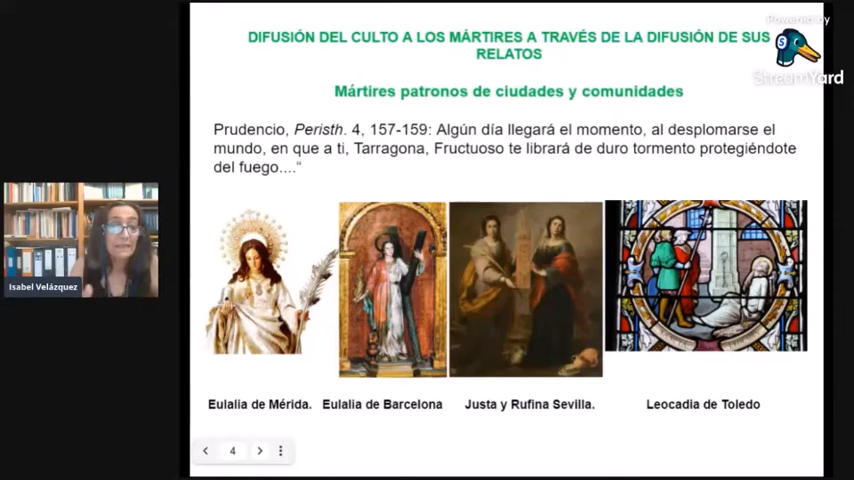 Powered by
StreamYard
DIFUSIÓN DEL CULTO A LOS MÁRTIRES A TRAVÉS DE LA DIFUSIÓN DE SUS
RELATOS
Mártires patronos de ciudades y comunidades
Prudencio, Peristh. 4, 157-159: Algún día llegará el momento, al desplomarse el
mundo, en que a ti, Tarragona, Fructuoso te librará de duro tormento protegiéndote
del fuego....“
Isabel Velázquez
Eulalia de Mérida. Eulalia de Barcelona Justa y Rufina Sevilla. Leocadia de Toledo
4